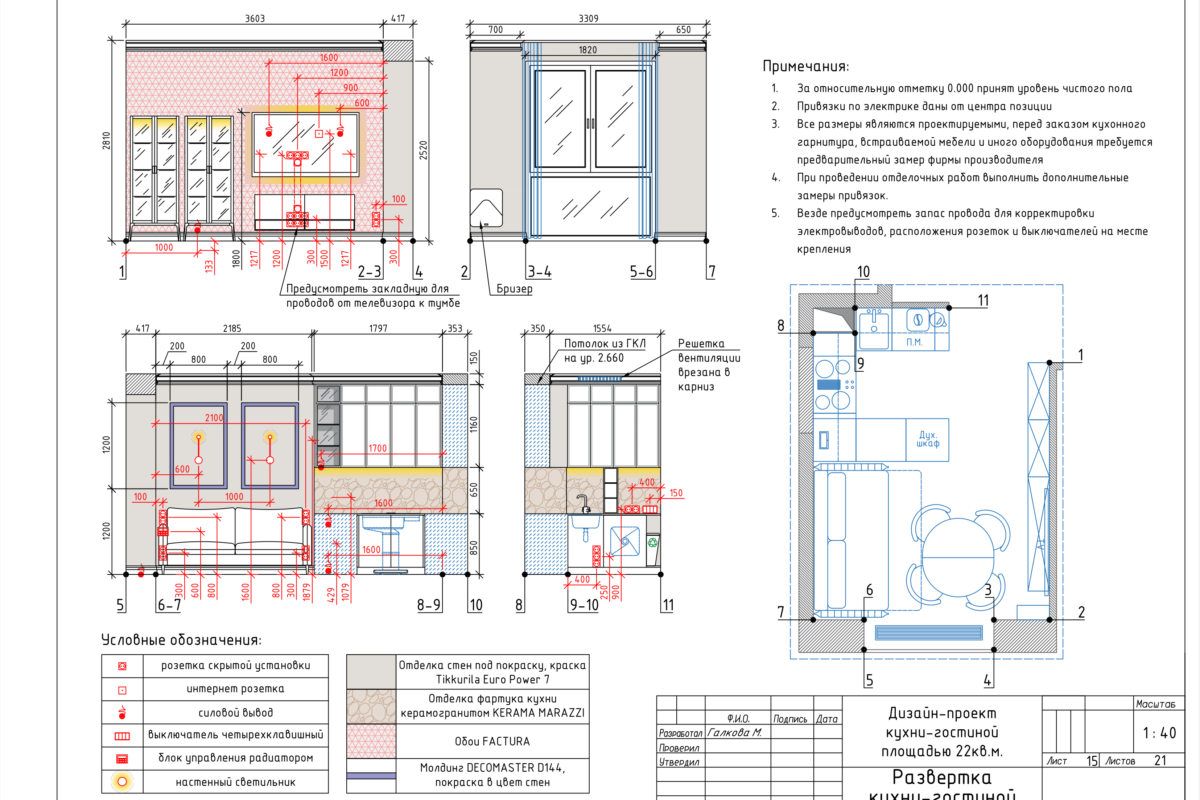 3603
417
1600
1200
900
600
2810
2520
100
1000
133
1800
1217
1200
300
1500
1217
300
1
2-3
4
Предусмотреть закладную для
проводов от телевизора к тумбе
3309
700
650
1820
2
3-4
5-6
7
Бризер
Примечания:
1. За относительную отметку 0.000 принят уровень чистого пола
2. Привязки по электрике даны от центра позиции
3. Все размеры являются проектируемыми, перед заказом кухонного
гарнитура, встраиваемой мебели и иного оборудования требуется
предварительный замер фирмы производителя
4. При проведении отделочных работ выполнить дополнительные
замеры привязок.
5. Везде предусмотреть запас провода для корректировки
электровыводов, расположения розеток и выключателей на месте
крепления
417
2185
1797
353
200
800
200
800
150
2100
1200
1160
1700
600
650
100
1000
1600
1200
850
1600
300
600
800
1600
800
300
1879
429
1079
5
6-7
8-9
10
350
1554
Потолок из ГКЛ
на ур. 2.660
Решетка
вентиляции
врезана в
карниз
400
150
400
250
900
8
9-10
11
10
11
8
П.М.
9
1
Дух.
шкаф
6
3
7
2
5
4
Условные обозначения:
розетка скрытой установки
интернет розетка
силовой вывод
выключатель четырехклавишный
блок управления радиатором
настенный светильник
Отделка стен под покраску, краска
Tikkurila Euro Power 7
Отделка фартука кухни
керамогранитом KERAMA MARAZZI
Обои FACTURA
Молдинг DECOMASTER D144,
покраска в цвет стен
Ф.И.О. Подпись Дата
Разработал Галкова М.
Проверил
Утвердил
Дизайн-проект
кухни-гостиной
площадью 22кв.м.
Развертка
кухни-гостиной
Масштаб
1 : 40
Лист 15 Листов 21